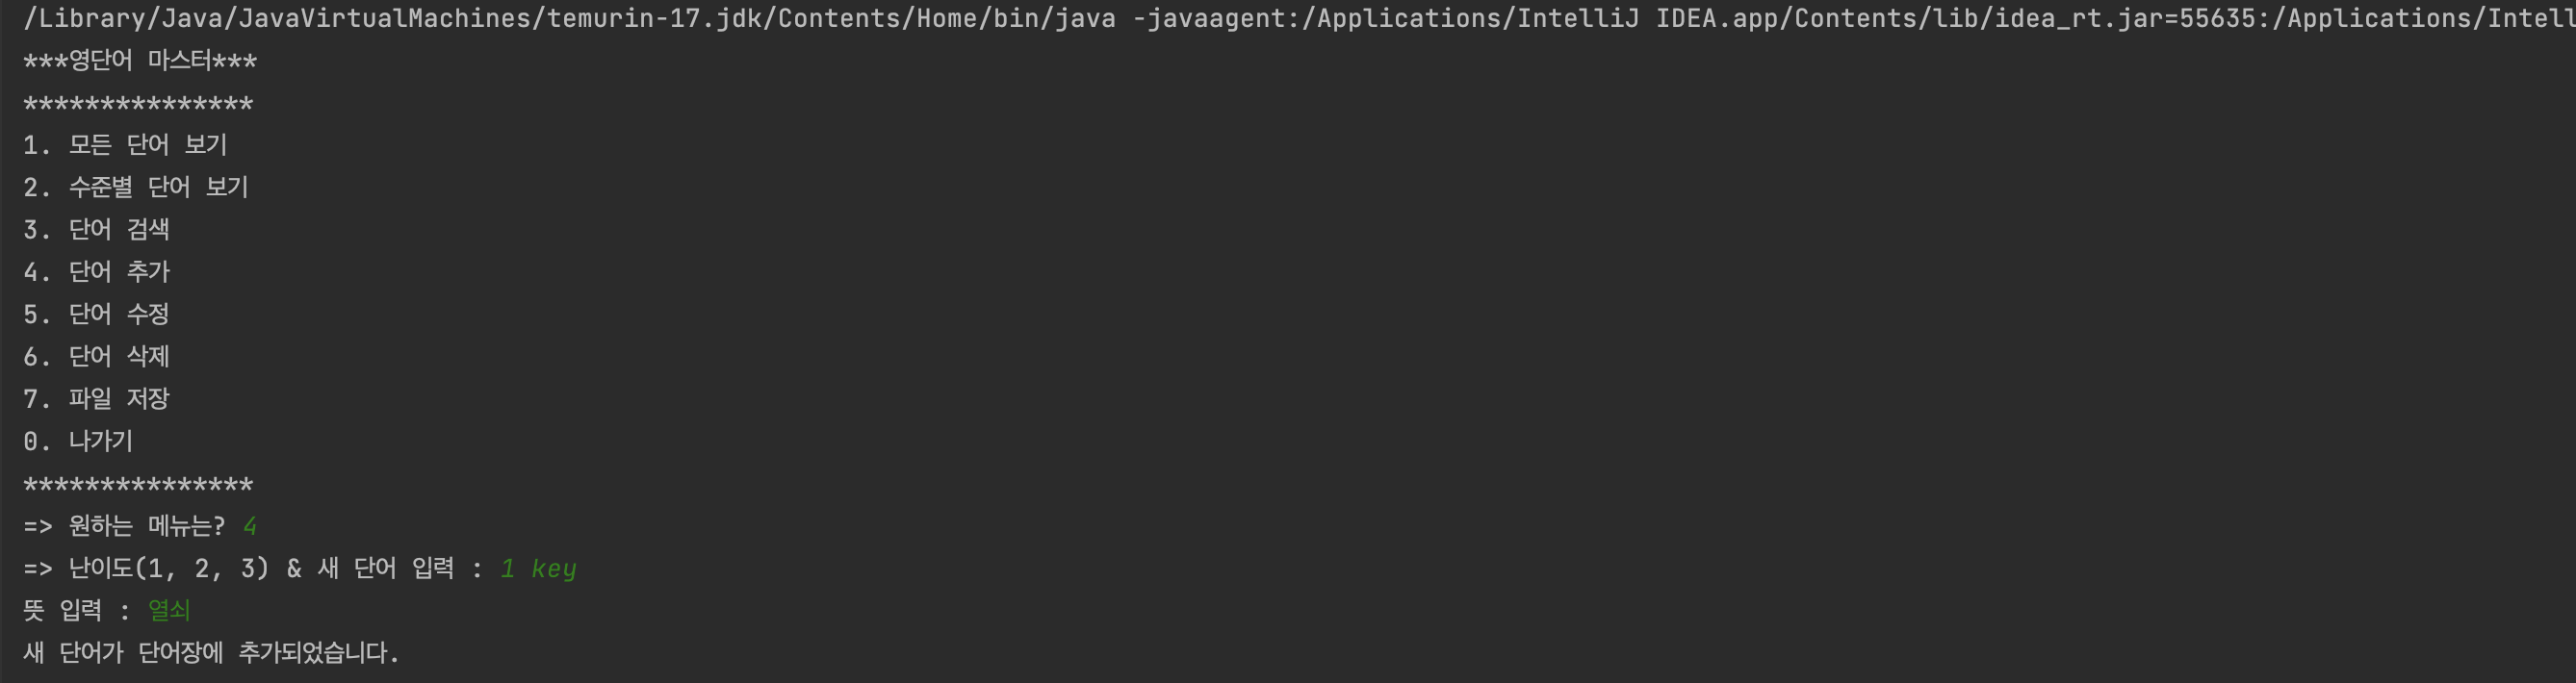 /Library/Java/JavaVirtualMachines/temurin-17.jdk/Contents/Home/bin/java -javaagent:/Applications/IntelliJ IDEA.app/Contents/lib/idea_rt.jar=55635:/Applications/Intell
***영단어 마스터***
***************
1. 모든 단어 보기
2. 수준별 단어 보기
3. 단어 검색
4. 단어 추가
5. 단어 수정
6. 단어 삭제
7. 파일 저장
0. 나가기
***************
=> 원하는 메뉴는? 4
=> 난이도(1, 2, 3) & 새 단어 입력 : 1 key
뜻 입력 : 열쇠
새 단어가 단어장에 추가되었습니다.